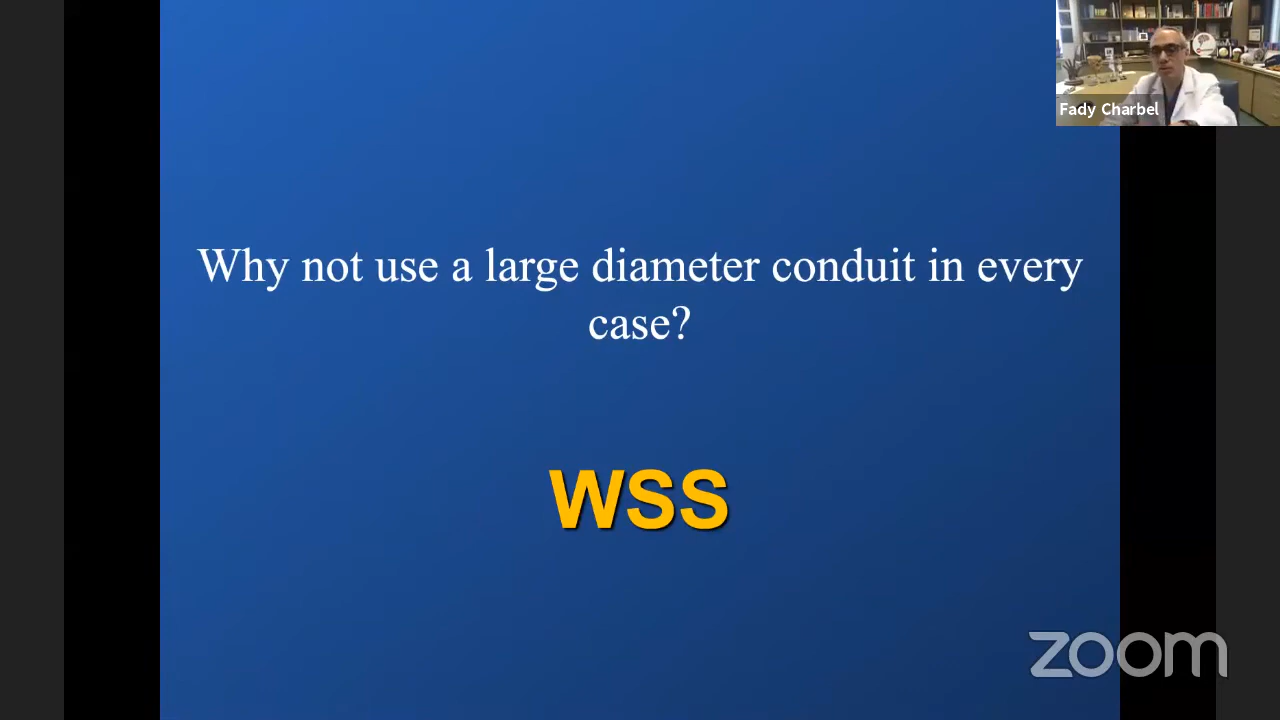 Fady Charbel
Why not use a large diameter conduit in every
case?
WSS
zoom